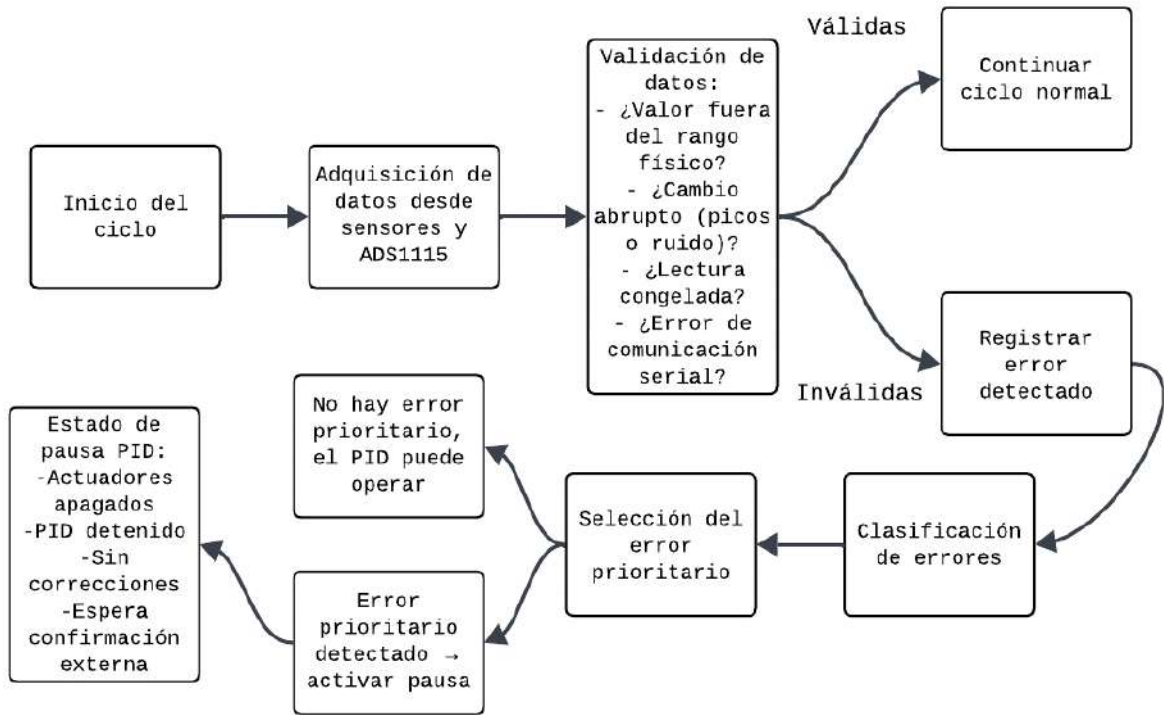 Inicio del
ciclo
Adquisición de
datos desde
sensores y
ADS1115
Validación de
datos:
- ¿Valor fuera
del rango
físico?
- ¿Cambio
abrupto (picos
o ruido)?
- ¿Lectura
congelada?
- ¿Error de
comunicación
serial?
Válidas
Continuar
ciclo normal
Inválidas
Registrar
error
detectado
Clasificación
de errores
Selección del
error
prioritario
No hay error
prioritario,
el PID puede
operar
Error
prioritario
detectado →
activar pausa
Estado de
pausa PID:
-Actuadores
apagados
-PID detenido
-Sin
correcciones
-Espera
confirmación
externa